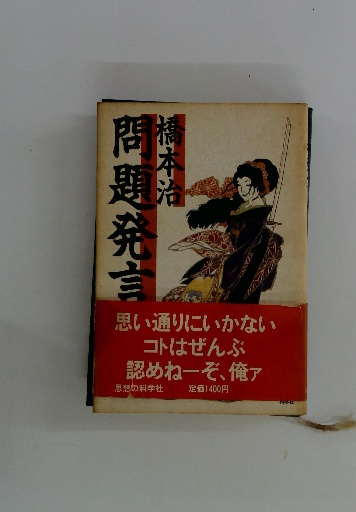 橋本治
問題発言
思い通りにいかない
コトはぜんぶ
認めねーぞ、俺ァ
思想の科学社 定価1400円